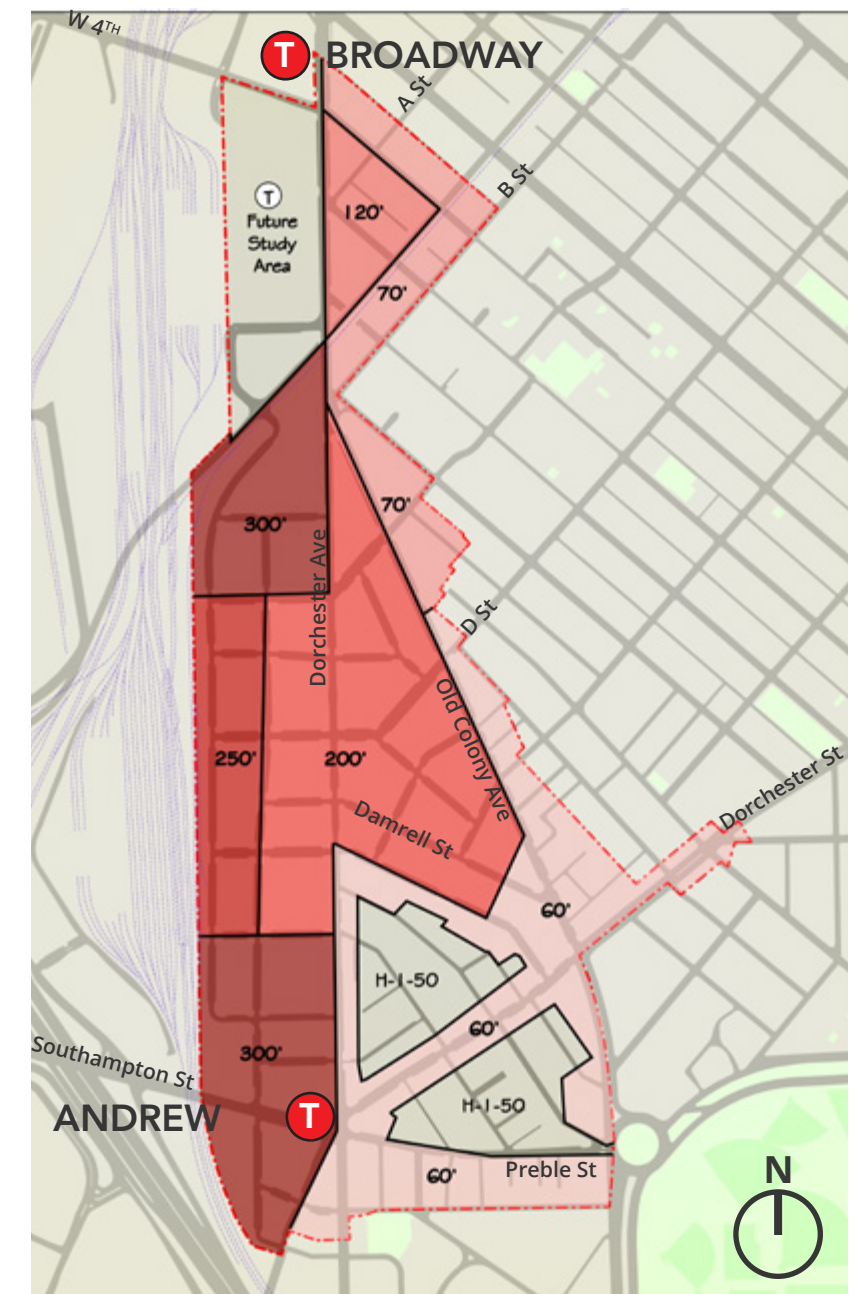 W 4TH
T BROADWAY
A St
B St
T
Future
Study
Area
120'
70'
70'
300'
Dorchester Ave
D St
Old Colony Ave
250'
200'
Damrell St
Dorchester St
60'
H-1-50
60'
Southampton St
300'
ANDREW T
H-1-50
Preble St
60'
N